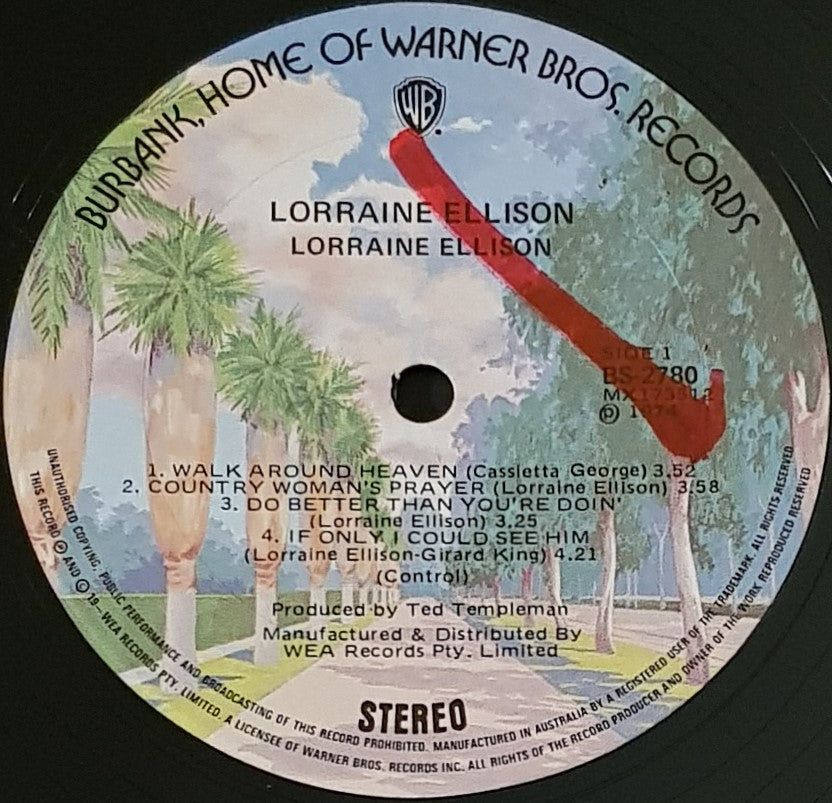 BURBANK, HOME OF WARNER BROS. RECORDS
WB
LORRAINE ELLISON
LORRAINE ELLISON
SIDE 1
BS-2780
℗ 1974
1. WALK AROUND HEAVEN (Cassietta George) 3.52
2. COUNTRY WOMAN'S PRAYER (Lorraine Ellison) 3.58
3. DO BETTER THAN YOU'RE DOIN'
(Lorraine Ellison) 3.25
4. IF ONLY I COULD SEE HIM
(Lorraine Ellison-Girard King) 4.21
(Control)
Produced by Ted Templeman
Manufactured & Distributed By
WEA Records Pty. Limited
STEREO
UNAUTHORISED COPYING, PUBLIC PERFORMANCE AND BROADCASTING OF THIS RECORD PROHIBITED. MANUFACTURED IN AUSTRALIA BY A REGISTERED USER OF THE TRADEMARK. ALL RIGHTS RESERVED
THIS RECORD ℗ AND © 19— WEA RECORDS PTY. LIMITED. A LICENSEE OF WARNER BROS. RECORDS INC. ALL RIGHTS OF THE RECORD PRODUCER AND OWNER OF THE WORK REPRODUCED RESERVED